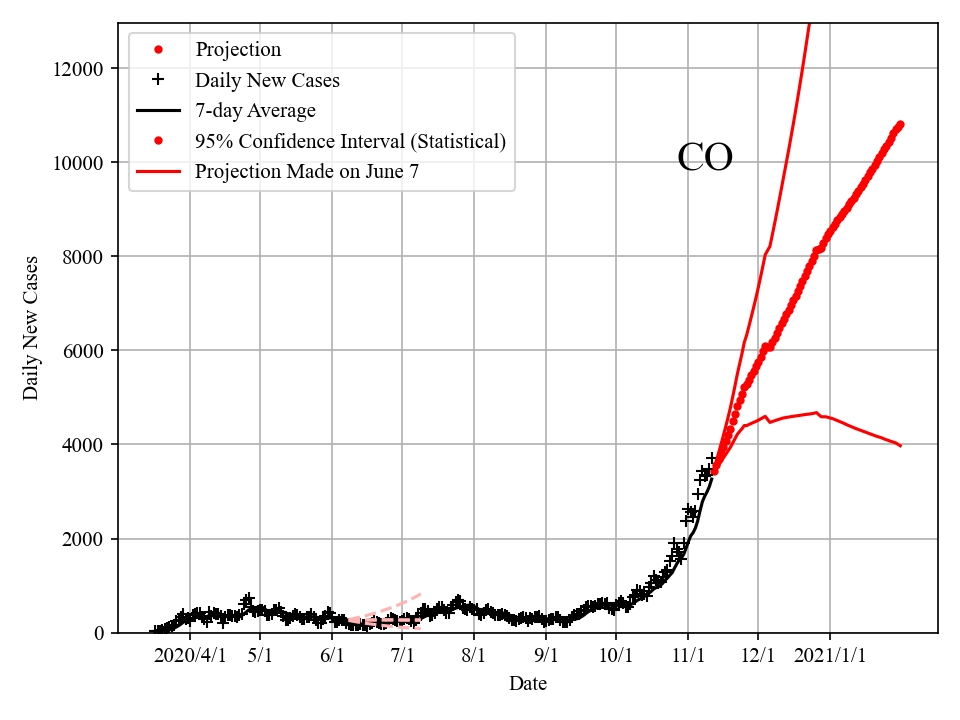 Projection
Daily New Cases
7-day Average
95% Confidence Interval (Statistical)
Projection Made on June 7
CO
12000
10000
8000
6000
4000
2000
0
Daily New Cases
2020/4/1 5/1 6/1 7/1 8/1 9/1 10/1 11/1 12/1 2021/1/1
Date